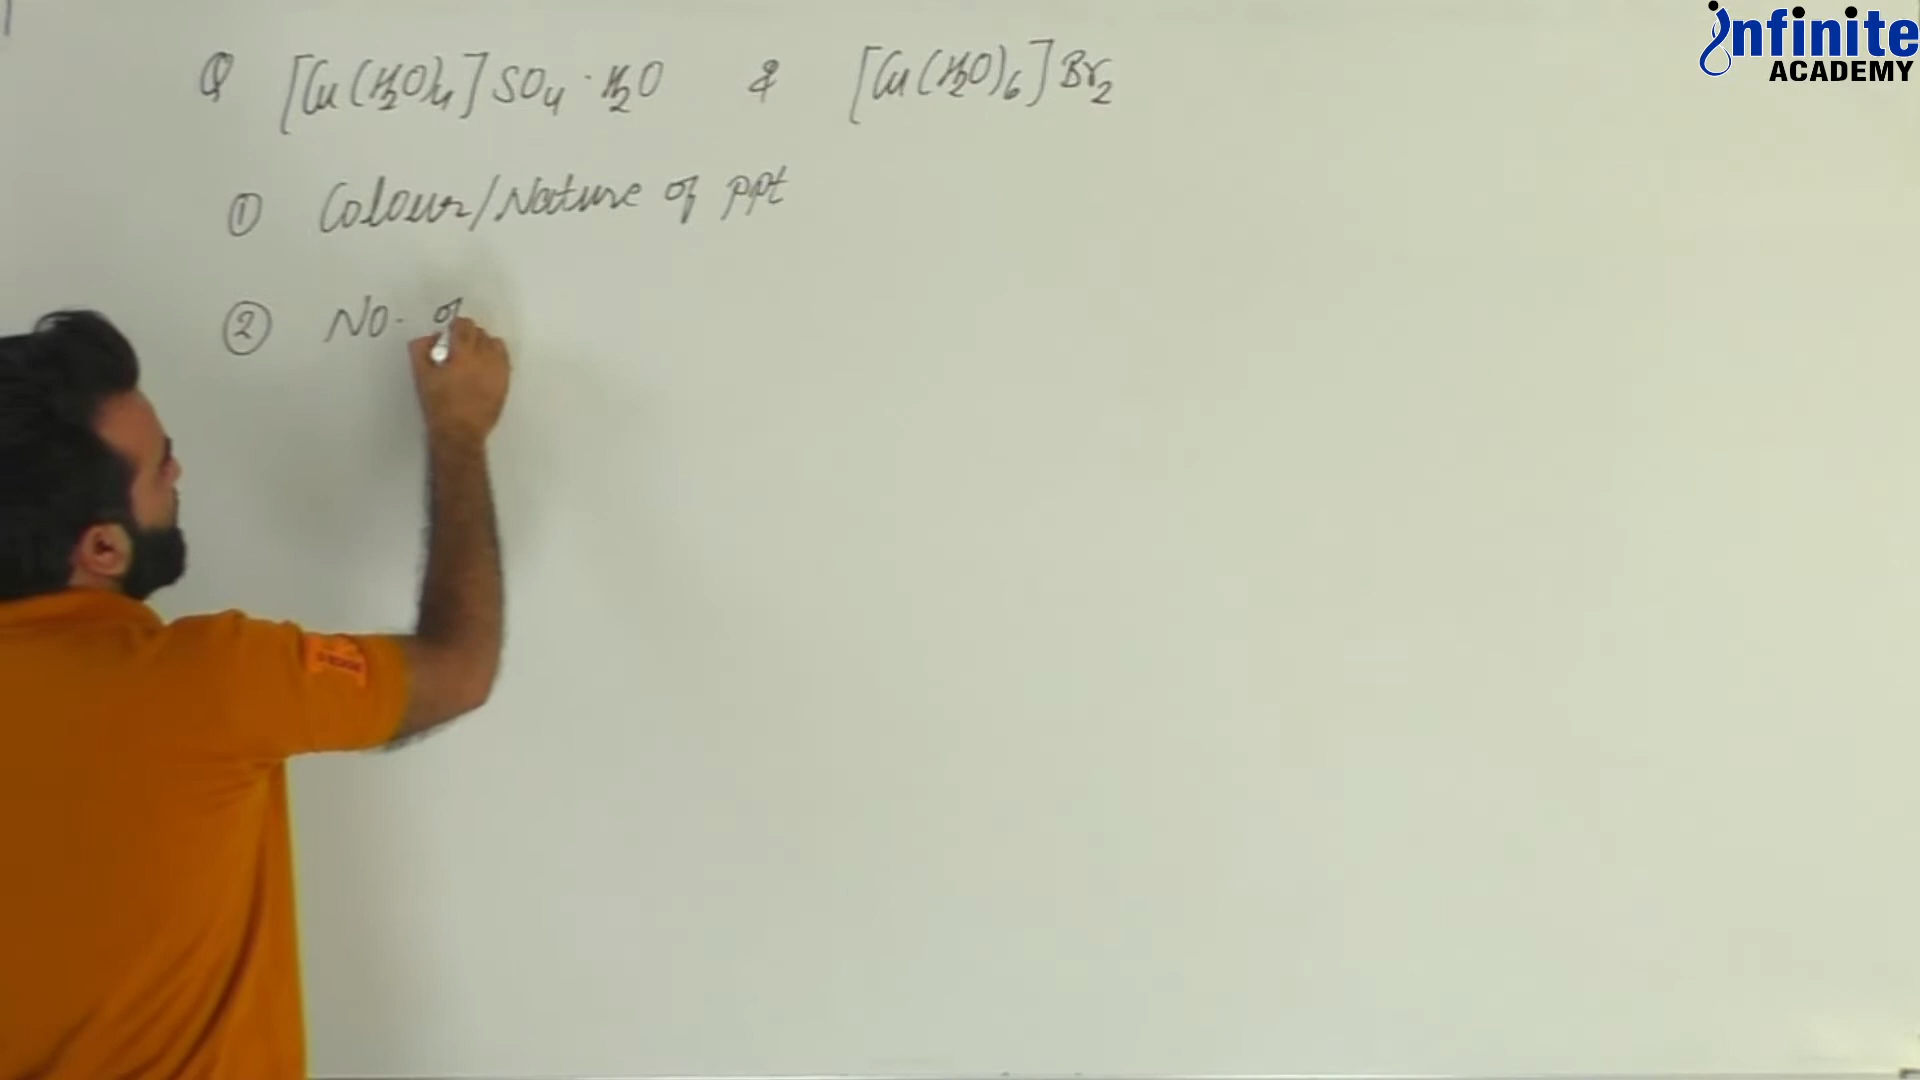 infinite
ACADEMY
Q [Cu(H₂O)₄]SO₄·H₂O & [Cu(H₂O)₆]Br₂
① Colour/Nature of ppt
② NO. of